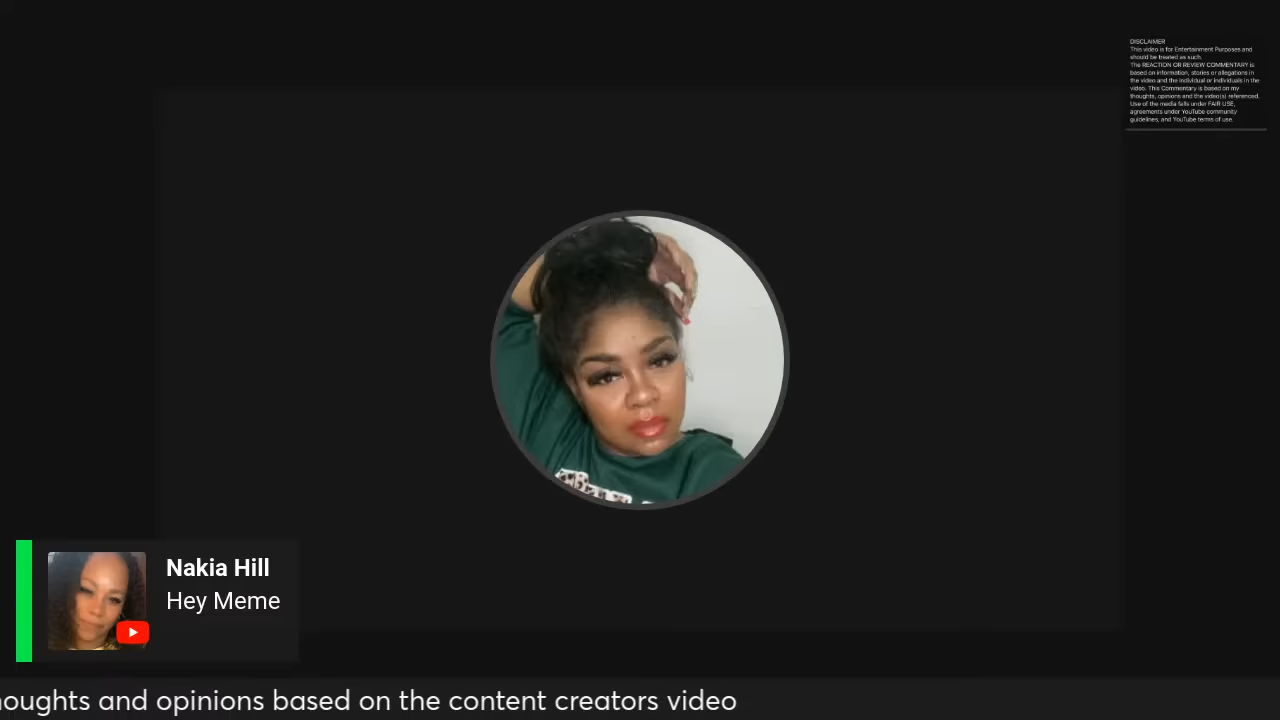 DISCLAIMER
This video is for Entertainment Purposes and
should be treated as such.
The REACTION OR REVIEW COMMENTARY is
based on information, stories or allegations in
the video and the individual or individuals in the
video. This Commentary is based on my
thoughts, opinions and the video(s) referenced.
Use of the media falls under FAIR USE,
agreements under YouTube community
guidelines, and YouTube terms of use.
Nakia Hill
Hey Meme
oughts and opinions based on the content creators video